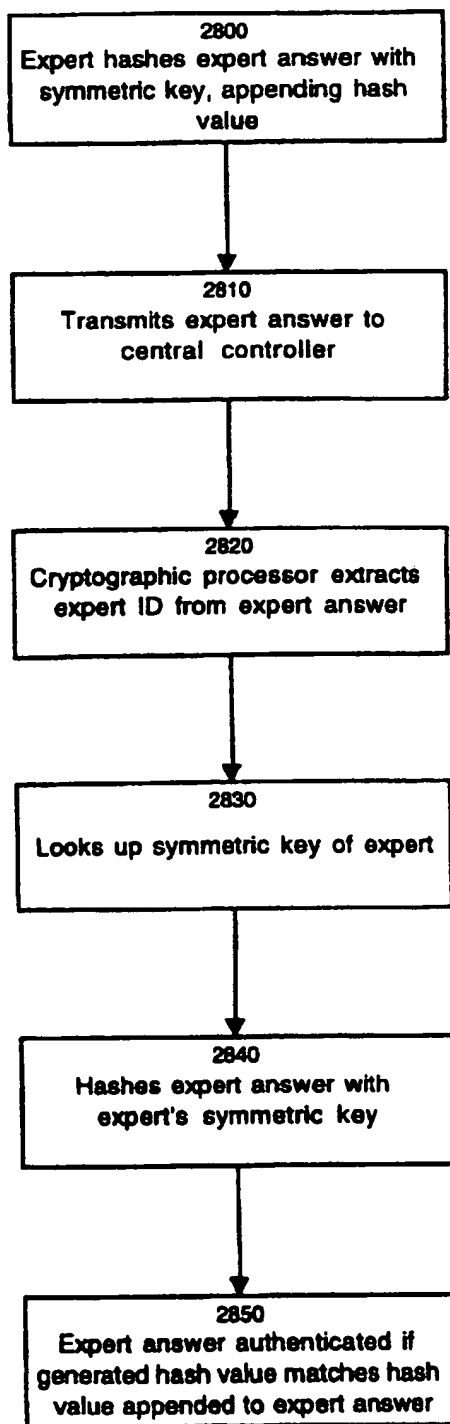 2800
Expert hashes expert answer with
symmetric key, appending hash
value
2810
Transmits expert answer to
central controller
2820
Cryptographic processor extracts
expert ID from expert answer
2830
Looks up symmetric key of expert
2840
Hashes expert answer with
expert's symmetric key
2850
Expert answer authenticated if
generated hash value matches hash
value appended to expert answer